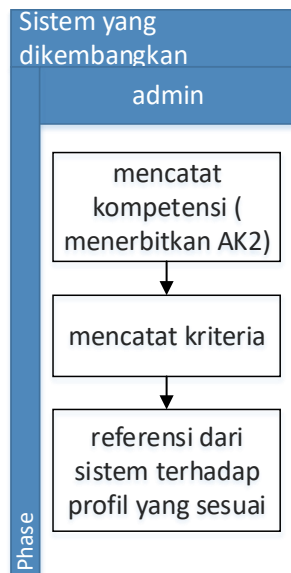 Sistem yang
dikembangkan
admin
mencatat
kompetensi (
menerbitkan AK2)
mencatat kriteria
referensi dari
sistem terhadap
profil yang sesuai
Phase